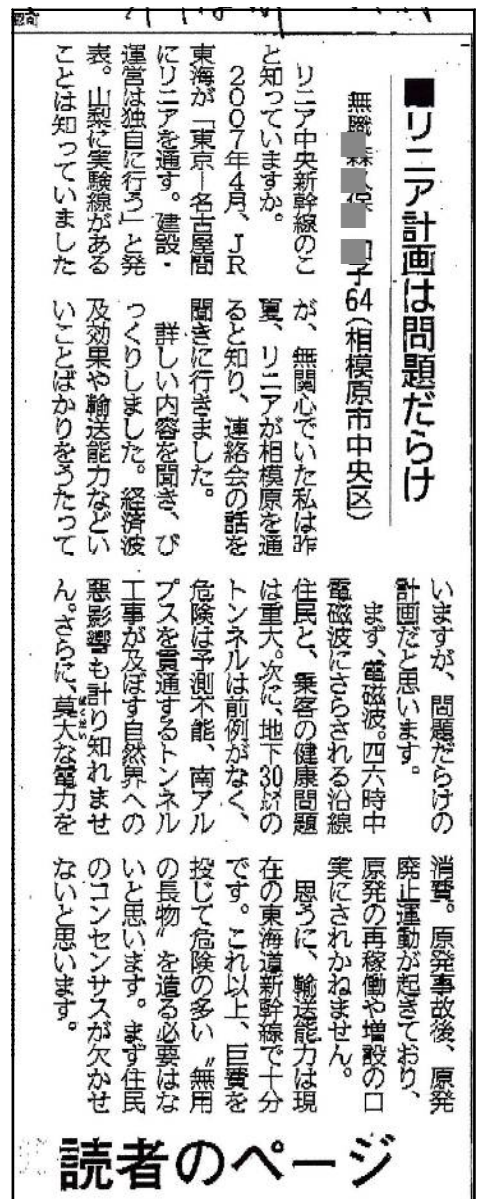 ■リニア計画は問題だらけ
無職 子64（相模原市中央区）
リニア中央新幹線のこ
と知っていますか。
２００７年４月、ＪＲ
東海が「東京―名古屋間
にリニアを通す。建設・
運営は独自に行う」と発
表。山梨に実験線がある
ことは知っていました
が、無関心でいた私は昨
夏、リニアが相模原を通
ると知り、連絡会の話を
聞きに行きました。
詳しい内容を聞き、び
っくりしました。経済波
及効果や輸送能力などい
いことばかりをうたって
いますが、問題だらけの
計画だと思います。
まず、電磁波。四六時中
電磁波にさらされる沿線
住民と、乗客の健康問題
は重大。次に、地下30㍍の
トンネルは前例がなく、
危険は予測不能、南アル
プスを貫通するトンネル
工事が及ぼす自然界への
悪影響も計り知れませ
ん。さらに、莫大な電力を
消費。原発事故後、原発
廃止運動が起きており、
原発の再稼働や増設の口
実にされかねません。
思うに、輸送能力は現
在の東海道新幹線で十分
です。これ以上、巨費を
投じて危険の多い〝無用
の長物〟を造る必要はな
いと思います。まず住民
のコンセンサスが欠かせ
ないと思います。
読者のページ